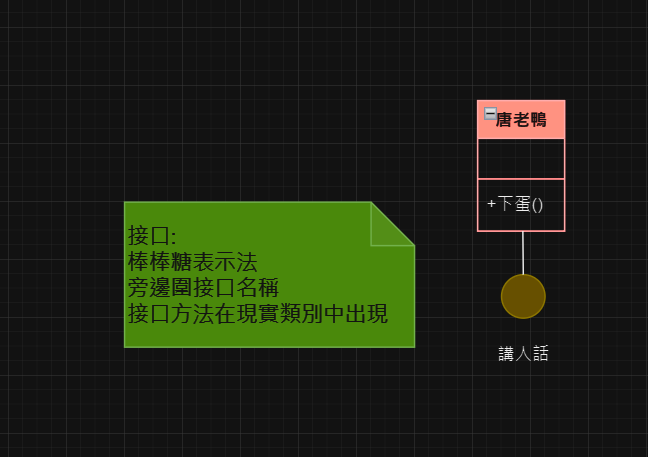 唐老鴨
+下蛋()
接口:
棒棒糖表示法
旁邊圍接口名稱
接口方法在現實類別中出現
講人話